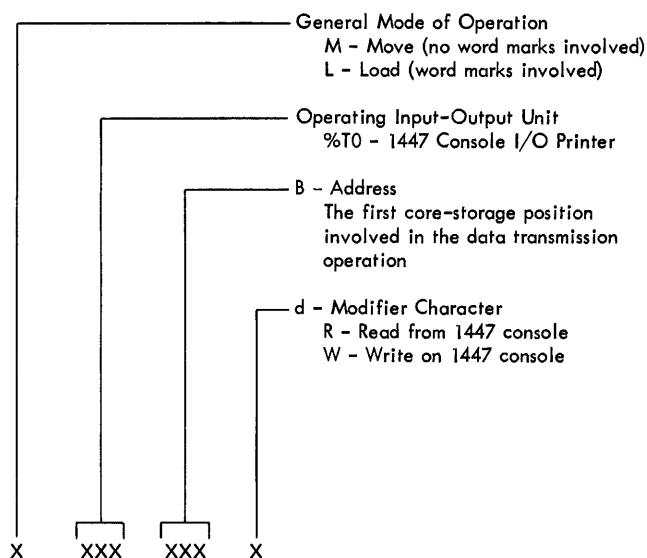 General Mode of Operation
M - Move (no word marks involved)
L - Load (word marks involved)
Operating Input-Output Unit
%T0 - 1447 Console I/O Printer
B - Address
The first core-storage position
involved in the data transmission
operation
d - Modifier Character
R - Read from 1447 console
W - Write on 1447 console
X XXX XXX X